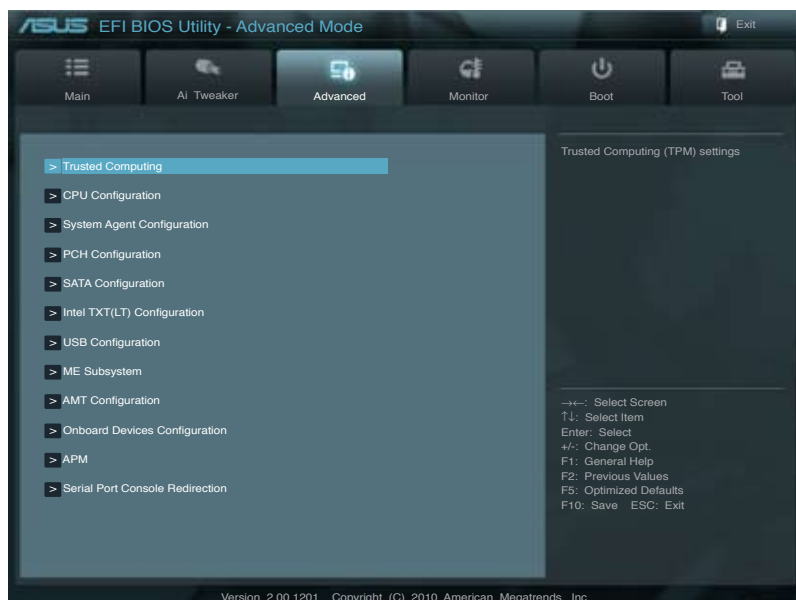 ASUS EFI BIOS Utility - Advanced Mode
Exit
Main
Ai Tweaker
Advanced
Monitor
Boot
Tool
> Trusted Computing
> CPU Configuration
> System Agent Configuration
> PCH Configuration
> SATA Configuration
> Intel TXT(LT) Configuration
> USB Configuration
> ME Subsystem
> AMT Configuration
> Onboard Devices Configuration
> APM
> Serial Port Console Redirection
Trusted Computing (TPM) settings
→←: Select Screen
↑↓: Select Item
Enter: Select
+/-: Change Opt.
F1: General Help
F2: Previous Values
F5: Optimized Defaults
F10: Save ESC: Exit
Version 2.00.1201 Copyright (C) 2010 American Megatrends, Inc.